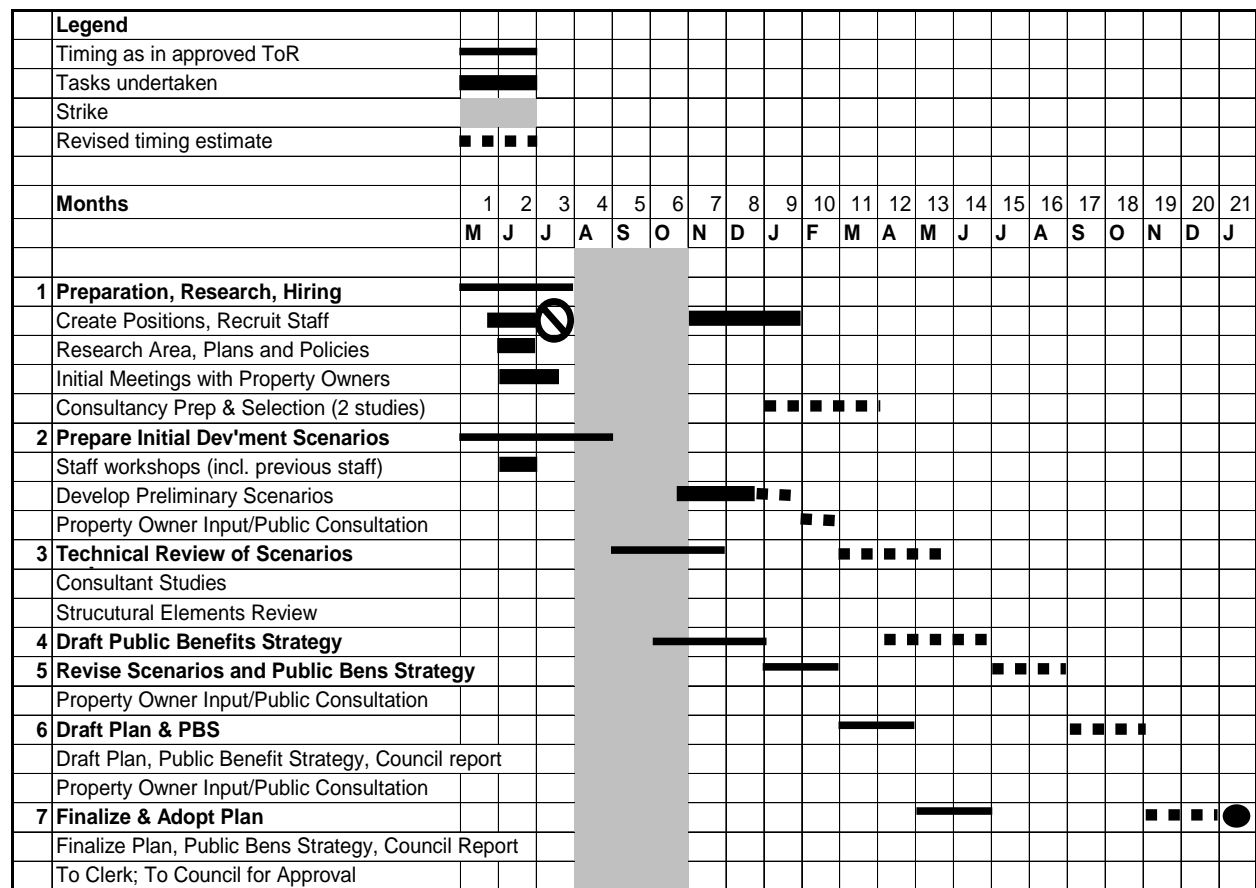 Legend
Timing as in approved ToR
Tasks undertaken
Strike
Revised timing estimate
Months 1 2 3 4 5 6 7 8 9 10 11 12 13 14 15 16 17 18 19 20 21
M J J A S O N D J F M A M J J A S O N D J
1 Preparation, Research, Hiring
Create Positions, Recruit Staff
Research Area, Plans and Policies
Initial Meetings with Property Owners
Consultancy Prep & Selection (2 studies)
2 Prepare Initial Dev'ment Scenarios
Staff workshops (incl. previous staff)
Develop Preliminary Scenarios
Property Owner Input/Public Consultation
3 Technical Review of Scenarios
Consultant Studies
Strucutural Elements Review
4 Draft Public Benefits Strategy
5 Revise Scenarios and Public Bens Strategy
Property Owner Input/Public Consultation
6 Draft Plan & PBS
Draft Plan, Public Benefit Strategy, Council report
Property Owner Input/Public Consultation
7 Finalize & Adopt Plan
Finalize Plan, Public Bens Strategy, Council Report
To Clerk; To Council for Approval